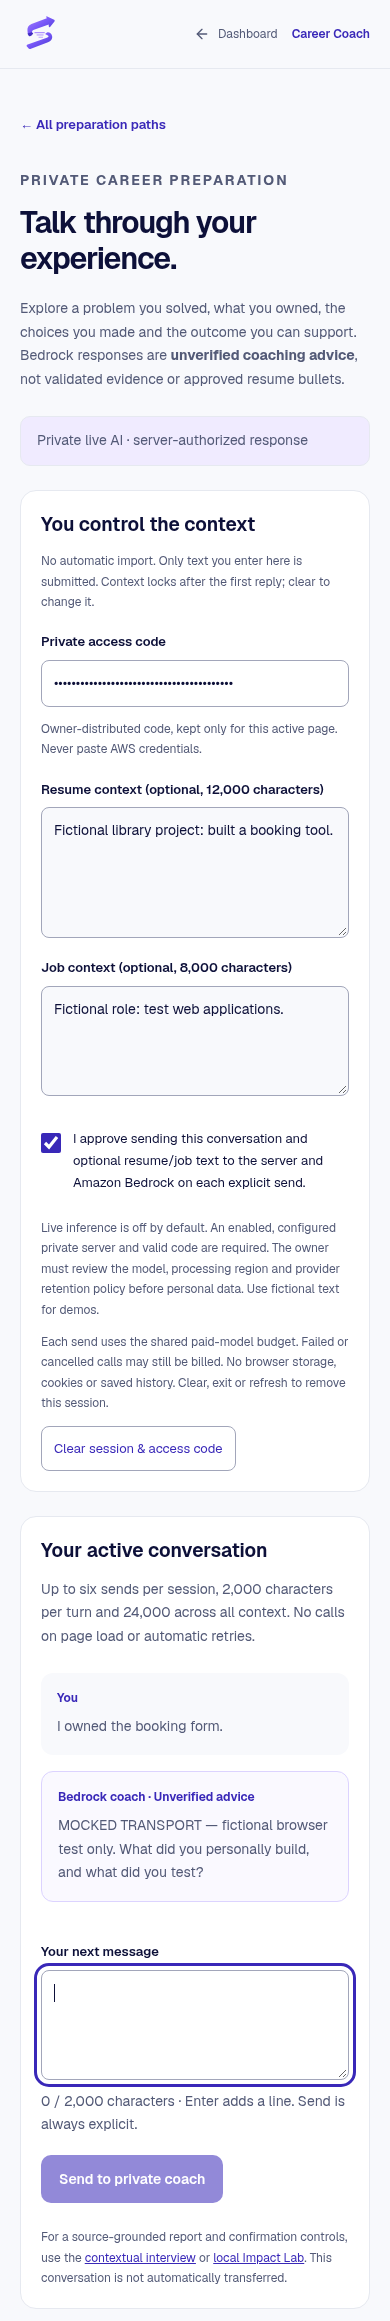 ← Dashboard Career Coach
← All preparation paths
PRIVATE CAREER PREPARATION
Talk through your
experience.
Explore a problem you solved, what you owned, the
choices you made and the outcome you can support.
Bedrock responses are unverified coaching advice,
not validated evidence or approved resume bullets.
Private live AI · server-authorized response
You control the context
No automatic import. Only text you enter here is
submitted. Context locks after the first reply; clear to
change it.
Private access code
••••••••••••••••••••••••••••••••••••••••••
Owner-distributed code, kept only for this active page.
Never paste AWS credentials.
Resume context (optional, 12,000 characters)
Fictional library project: built a booking tool.
Job context (optional, 8,000 characters)
Fictional role: test web applications.
I approve sending this conversation and
optional resume/job text to the server and
Amazon Bedrock on each explicit send.
Live inference is off by default. An enabled, configured
private server and valid code are required. The owner
must review the model, processing region and provider
retention policy before personal data. Use fictional text
for demos.
Each send uses the shared paid-model budget. Failed or
cancelled calls may still be billed. No browser storage,
cookies or saved history. Clear, exit or refresh to remove
this session.
Clear session & access code
Your active conversation
Up to six sends per session, 2,000 characters
per turn and 24,000 across all context. No calls
on page load or automatic retries.
You
I owned the booking form.
Bedrock coach · Unverified advice
MOCKED TRANSPORT — fictional browser
test only. What did you personally build,
and what did you test?
Your next message
0 / 2,000 characters · Enter adds a line. Send is
always explicit.
Send to private coach
For a source-grounded report and confirmation controls,
use the contextual interview or local Impact Lab. This
conversation is not automatically transferred.